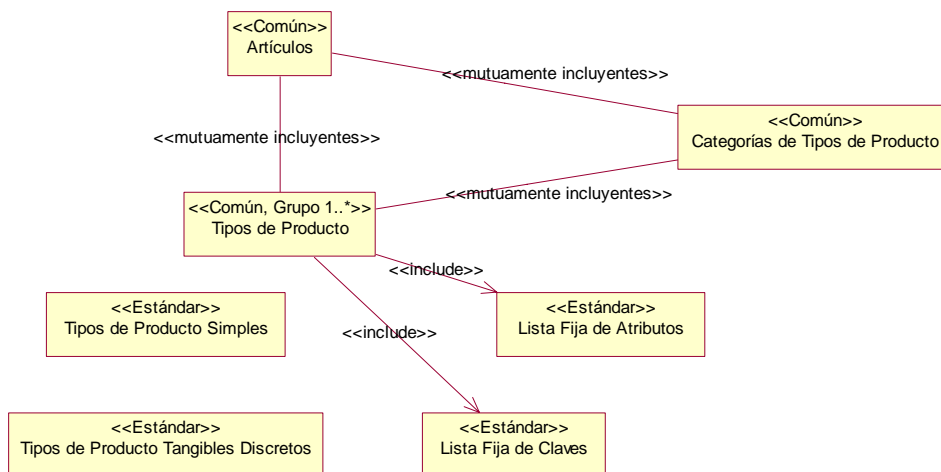 <<Común>>
Artículos
<<mutuamente incluyentes>>
<<Común>>
Categorías de Tipos de Producto
<<mutuamente incluyentes>>
<<mutuamente incluyentes>>
<<Común, Grupo 1..*>>
Tipos de Producto
<<include>>
<<Estándar>>
Tipos de Producto Simples
<<Estándar>>
Lista Fija de Atributos
<<include>>
<<Estándar>>
Tipos de Producto Tangibles Discretos
<<Estándar>>
Lista Fija de Claves